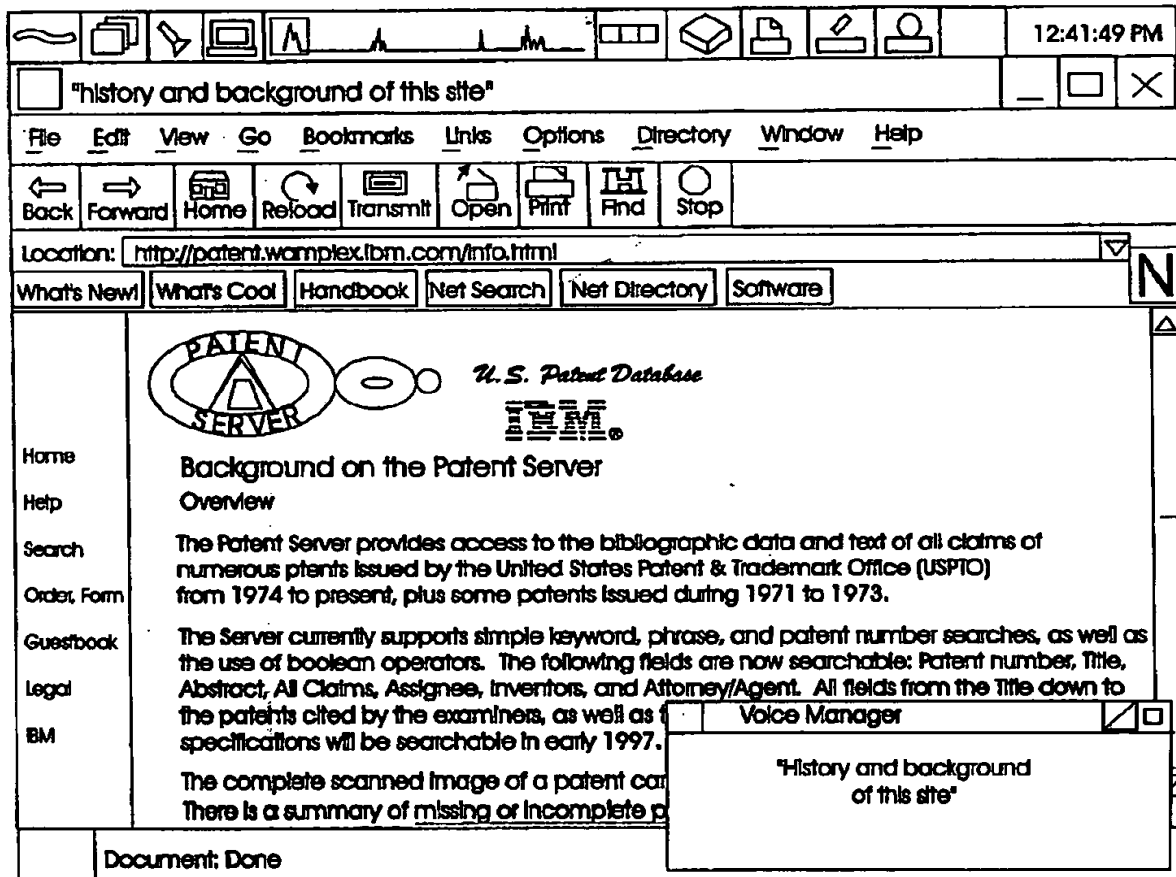 12:41:49 PM
"history and background of this site"
File Edit View Go Bookmarks Links Options Directory Window Help
Back Forward Home Reload Transmit Open Print Find Stop
Location: http://patent.womplex.ibm.com/info.html
What's New! What's Cool Handbook Net Search Net Directory Software
N
PATENT
SERVER
U.S. Patent Database
IBM®
Home
Help
Search
Order, Form
Guestbook
Legal
IBM
Background on the Patent Server
Overview
The Patent Server provides access to the bibliographic data and text of all claims of
numerous ptents issued by the United States Patent & Trademark Office (USPTO)
from 1974 to present, plus some patents issued during 1971 to 1973.
The Server currently supports simple keyword, phrase, and patent number searches, as well as
the use of boolean operators. The following fields are now searchable: Patent number, Title,
Abstract, All Claims, Assignee, Inventors, and Attorney/Agent. All fields from the Title down to
the patents cited by the examiners, as well as
specifications will be searchable in early 1997.
The complete scanned image of a patent
There is a summary of missing or incomplete
Voice Manager
"History and background
of this site"
Document: Done